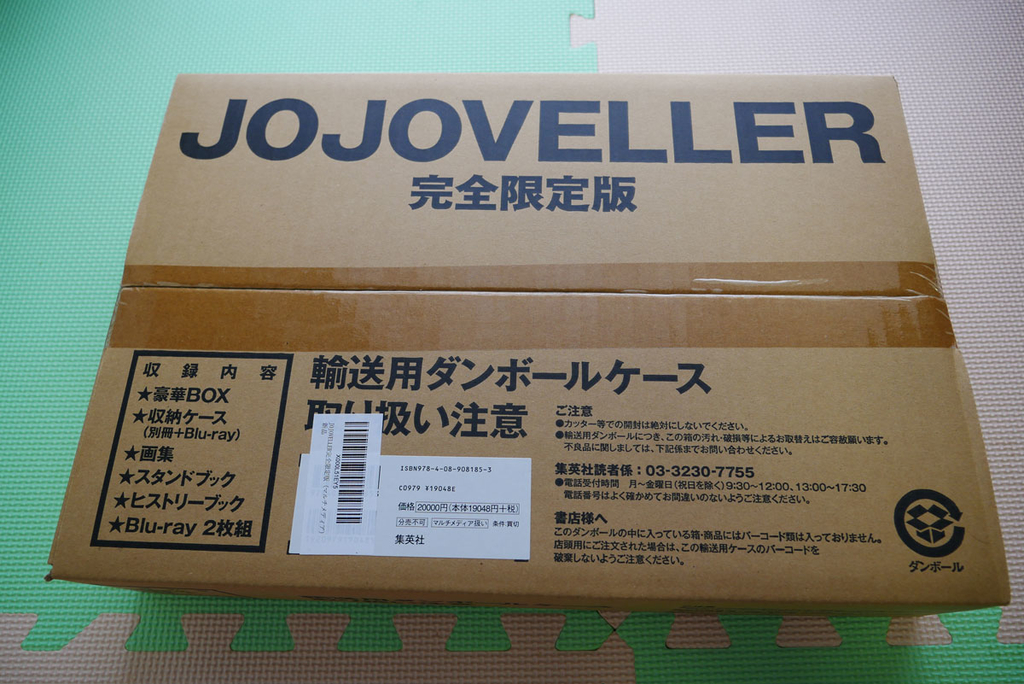 JOJOVELLER
完全限定版
収録内容
★豪華BOX
★収納ケース
(別冊+Blu-ray)
★画集
★スタンドブック
★ヒストリーブック
★Blu-ray 2枚組
輸送用ダンボールケース
取り扱い注意
ISBN978-4-08-908185-3
C0979 ¥19048E
価格 20000円(本体19048円+税)
分売不可 マルチメディア扱い 条件:買切
集英社
ご注意
●カッター等での開封は絶対にしないでください。
●輸送用ダンボールにつき、この箱の汚れ・破損等によるお取替えはご容赦願います。
不良品に関しましては、下記係までお問い合わせください。
集英社読者係:03-3230-7755
●電話受付時間 月〜金曜日(祝日を除く)9:30~12:00、13:00~17:30
電話番号はよく確かめてお間違いのないようご注意ください。
書店様へ
このダンボールの中に入っている箱・商品にはバーコード類は入っておりません。
店頭用にご注文された場合は、この輸送用ケースのバーコードを
破棄しないようご注意ください。
ダンボール